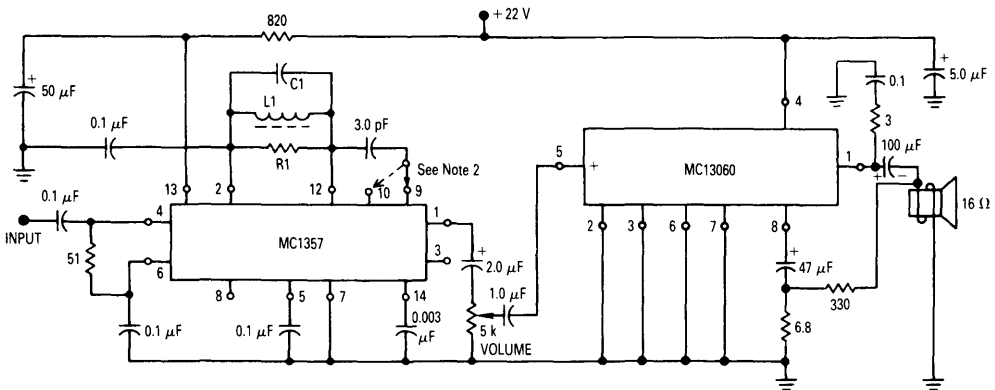 + 22 V
820
50 μF
+
C1
L1
R1
0.1 μF
3.0 pF
See Note 2
0.1
3
5.0 μF
+
4
100 μF
+ −
16 Ω
0.1 μF
INPUT
51
13
2
12
10
9
4
6
MC1357
1
3
8
5
7
14
+
2.0 μF
1.0 μF
5 k
VOLUME
0.1 μF
0.1 μF
0.003
μF
5
+
MC13060
1
2
3
6
7
8
+
47 μF
330
6.8